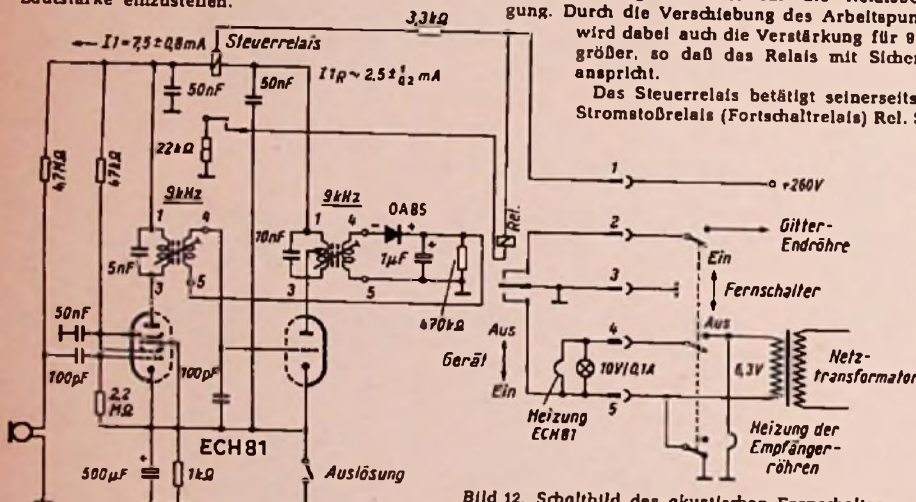 Lautstärke einzustellen.
gung. Durch die Verschiebung des Arbeitspun
wird dabei auch die Verstärkung für 9
größer, so daß das Relais mit Sicher
anspricht.
Das Steuerrelais betätigt seinerseits
Stromstoßrelais (Fortschaltrelais) Rel.
3,3kΩ
I1=7,5±0,8mA
Steuerrelais
I1R~2,5±1/0,2 mA
50nF
50nF
22kΩ
4,7MΩ
47kΩ
9kHz
9kHz
1
4
1
4
OA85
- +
5nF
10nF
+
1µF
3
5
3
5
470kΩ
50nF
100pF
100pF
2,2
MΩ
ECH81
+
500µF
1kΩ
Auslösung
Rel.
1
+260V
2
Gitter-
Endröhre
Ein
3
Fernschalter
Aus
Aus
Gerät
Ein
4
10V/0,1A
5
Heizung
ECH81
6,3V
Netz-
transformator
Heizung der
Empfänger-
röhren
Bild 12. Schaltbild des akustischen